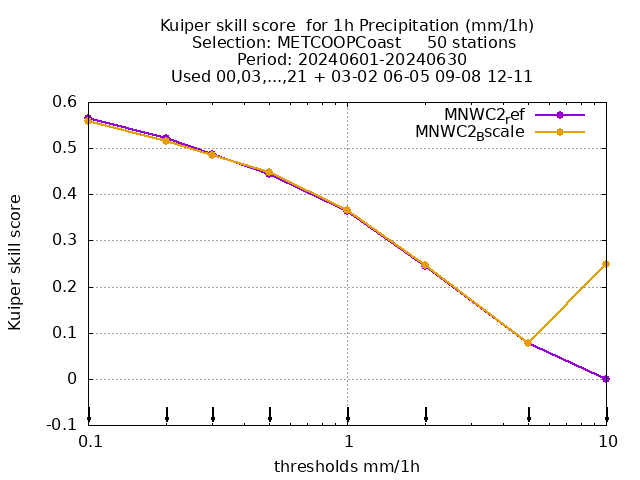 Kuiper skill score  for 1h Precipitation (mm/1h)
Selection: METCOOPCoast     50 stations
Period: 20240601-20240630
Used 00,03,...,21 + 03-02 06-05 09-08 12-11
MNWC2ref
MNWC2Bscale
Kuiper skill score
0.6
0.5
0.4
0.3
0.2
0.1
0
-0.1
0.1 1 10
thresholds mm/1h